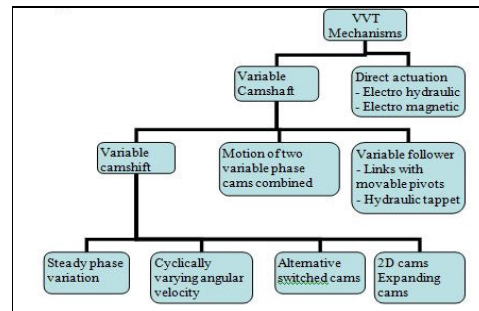 VVT
Mechanisms
Variable
Camshaft
Direct actuation
- Electro hydraulic
- Electro magnetic
Variable
camshift
Motion of two
variable phase
cams combined
Variable follower
- Links with
movable pivots
- Hydraulic tappet
Steady phase
variation
Cyclically
varying angular
velocity
Alternative
switched cams
2D cams
Expanding
cams